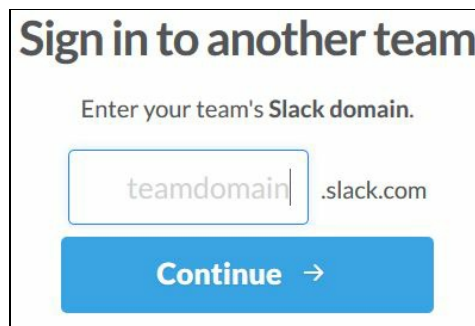 Sign in to another team
Enter your team's Slack domain.
teamdomain .slack.com
Continue →